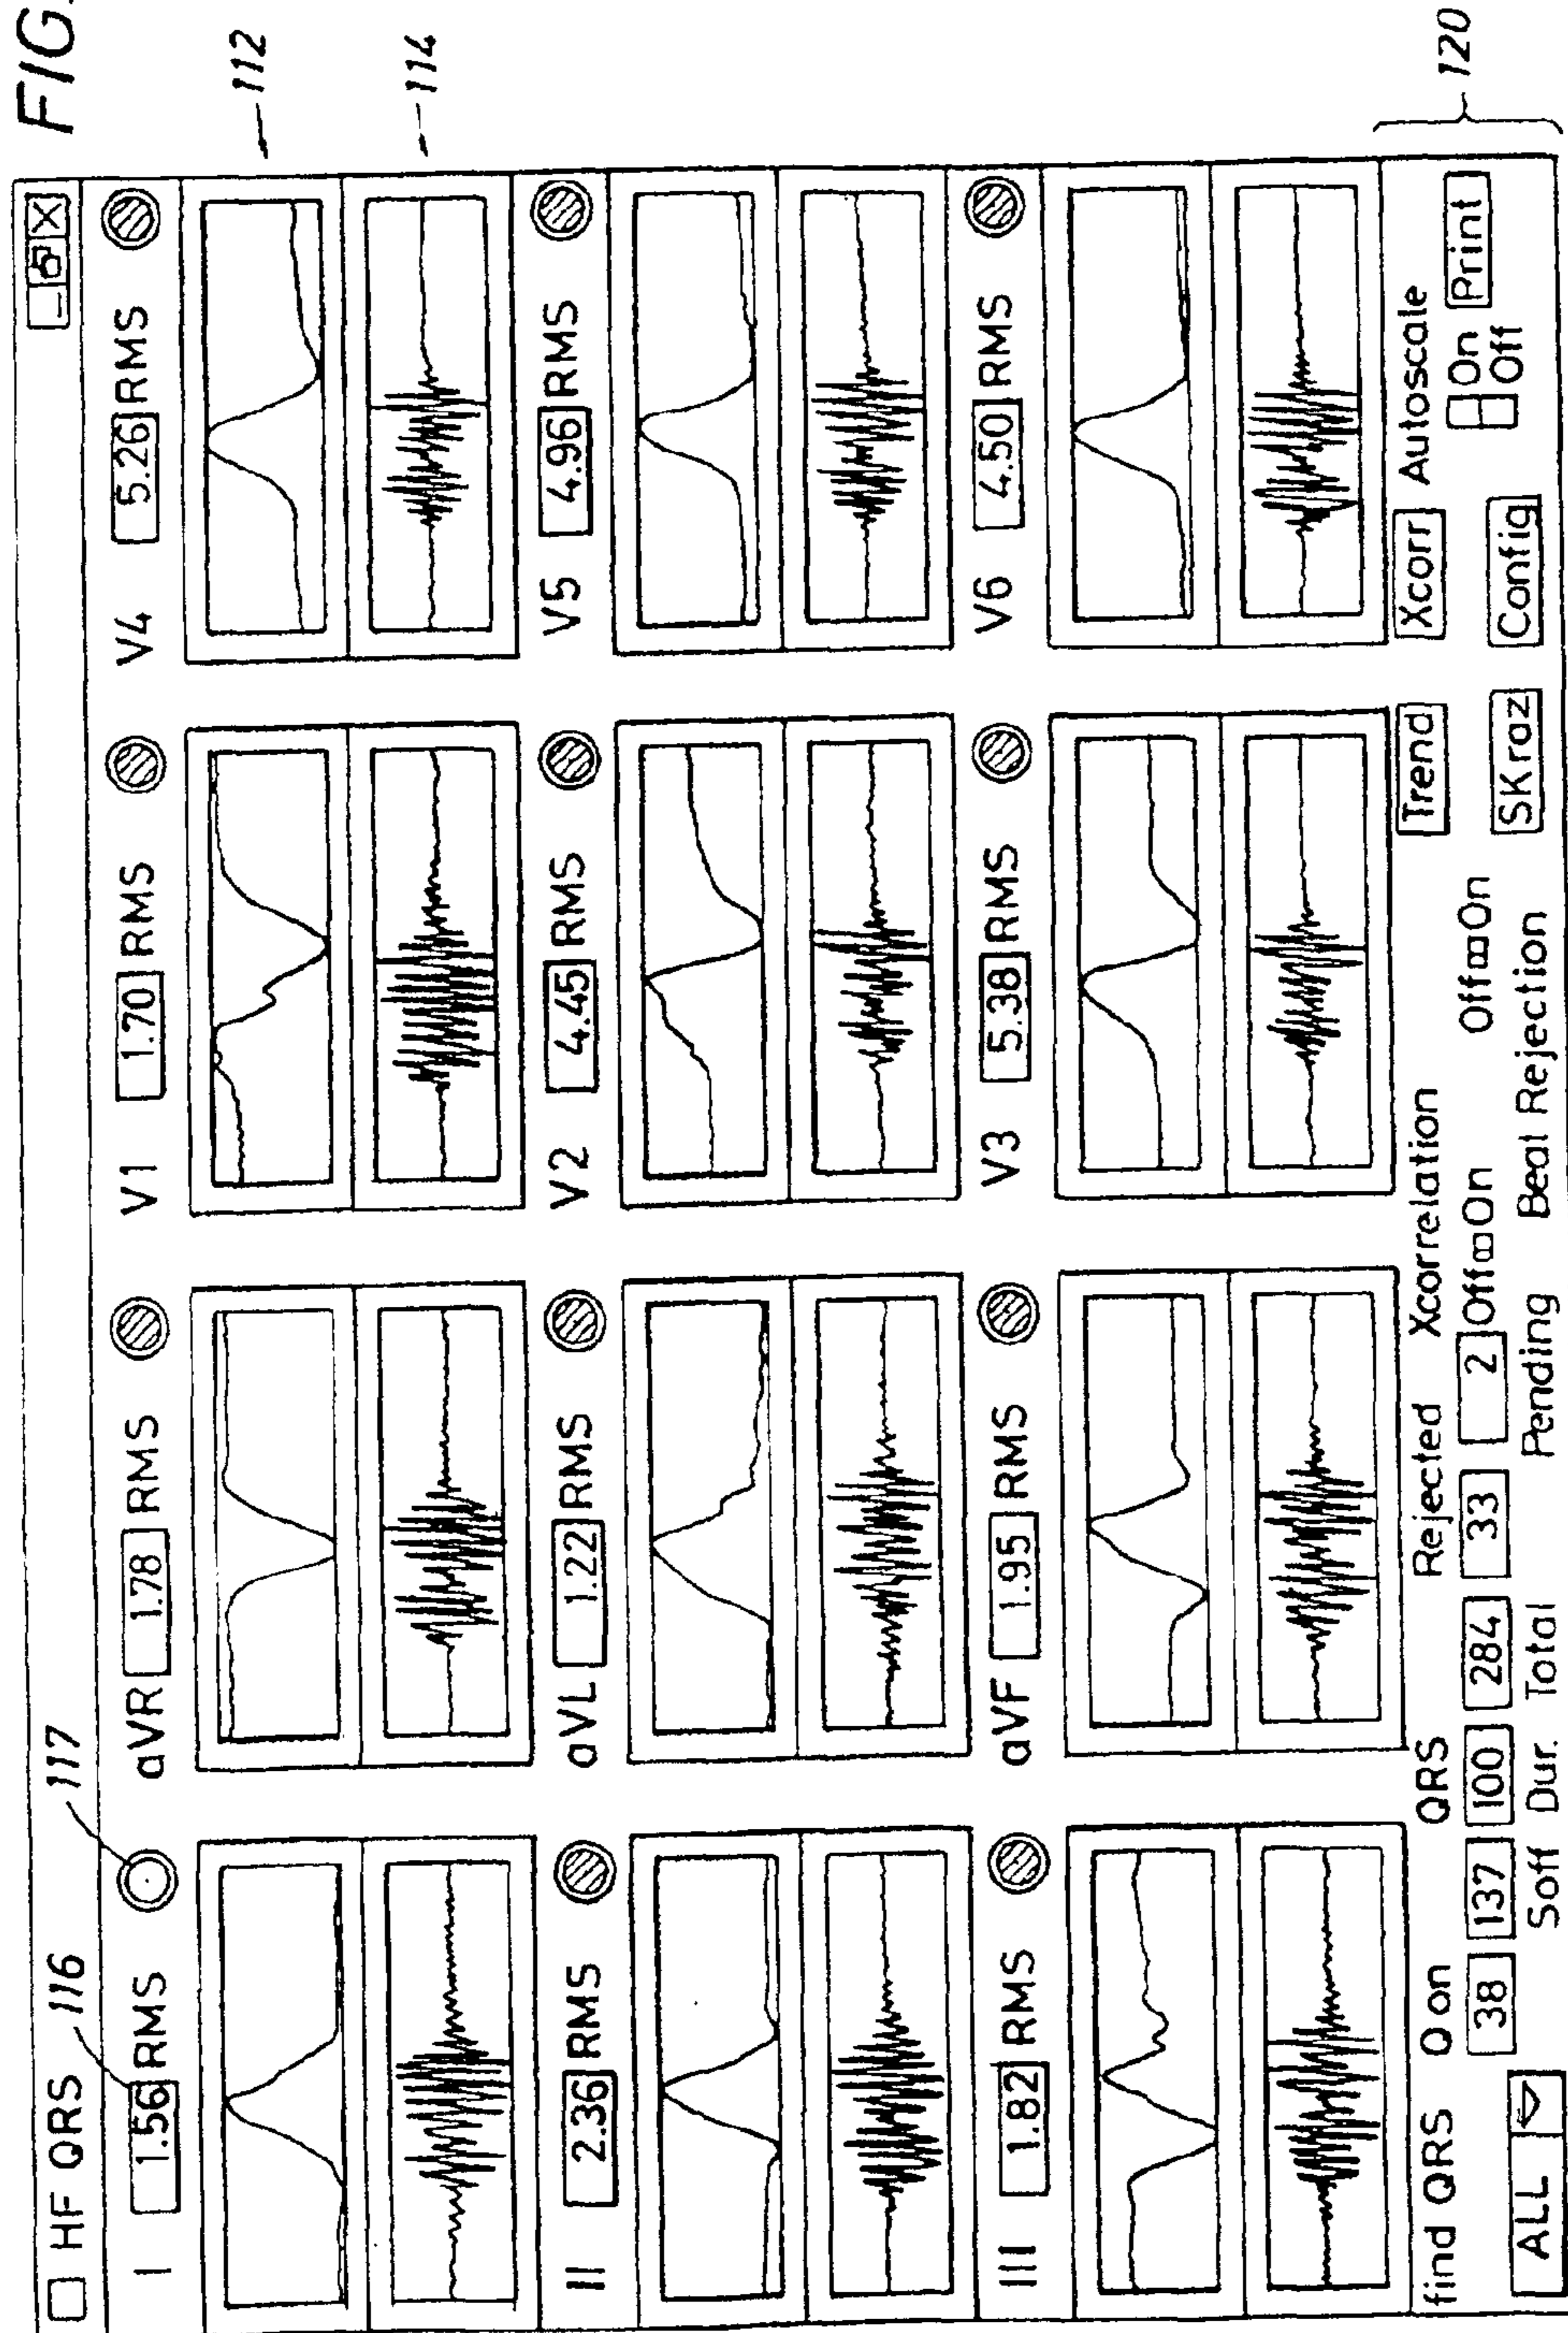 FIG.
HF QRS
116
117
112
114
120
I 1.56 RMS
aVR 1.78 RMS
V1 1.70 RMS
V4 5.26 RMS
II 2.36 RMS
aVL 1.22 RMS
V2 4.45 RMS
V5 4.96 RMS
III 1.82 RMS
aVF 1.95 RMS
V3 5.38 RMS
V6 4.50 RMS
find QRS Q on QRS Rejected Xcorrelation Trend Xcorr Autoscale
38 137 100 284 33 2 Off On Off On On Print
Off
ALL Soff Dur. Total Pending Beat Rejection SKraz Config